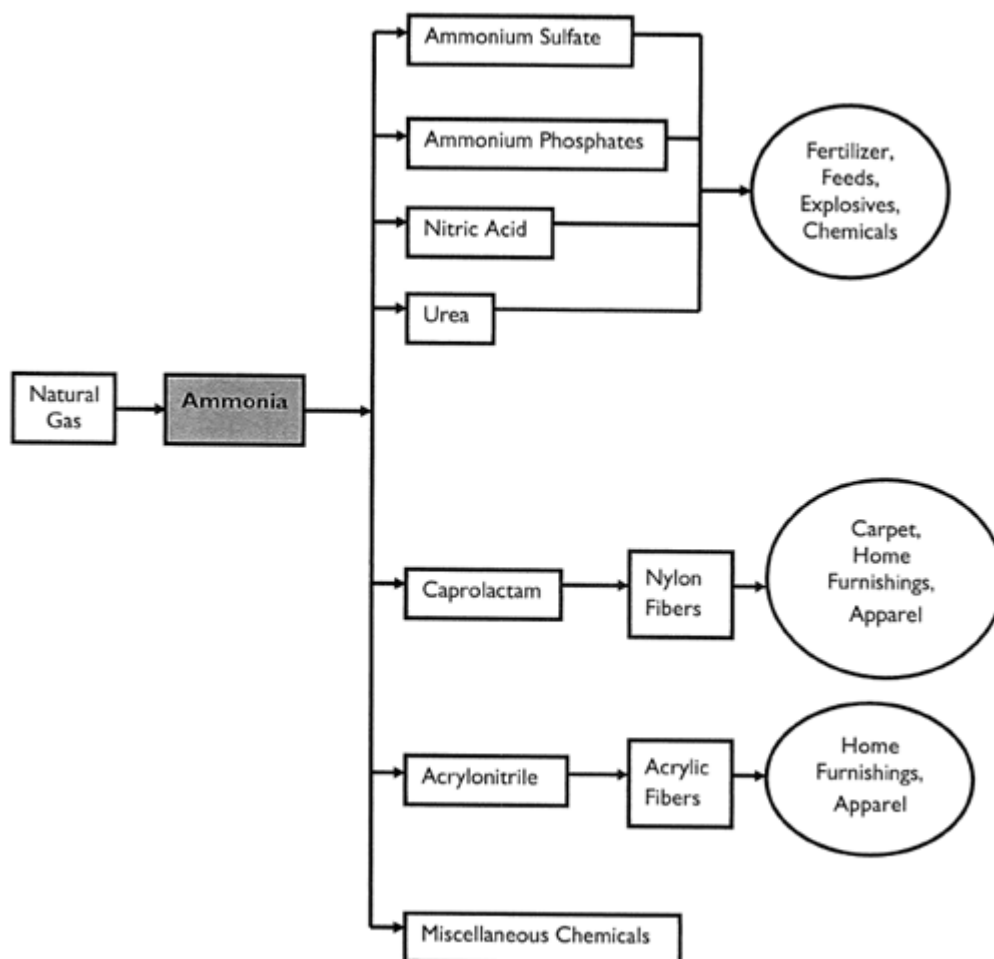 Ammonium Sulfate
Ammonium Phosphates
Nitric Acid
Urea
Fertilizer,
Feeds,
Explosives,
Chemicals
Natural
Gas
Ammonia
Caprolactam
Nylon
Fibers
Carpet,
Home
Furnishings,
Apparel
Acrylonitrile
Acrylic
Fibers
Home
Furnishings,
Apparel
Miscellaneous Chemicals